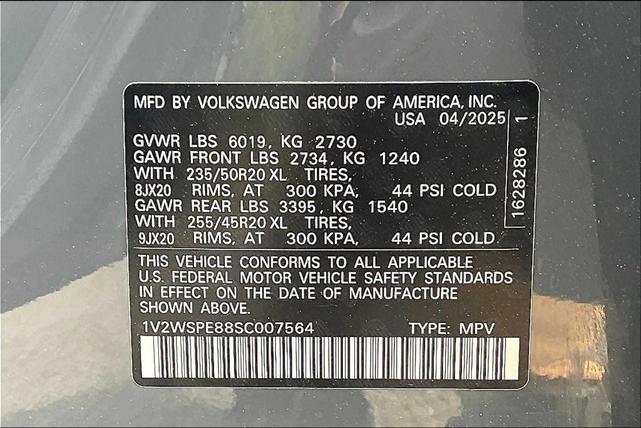 MFD BY VOLKSWAGEN GROUP OF AMERICA, INC.
USA 04/2025
GVWR LBS 6019, KG 2730
GAWR FRONT LBS 2734, KG 1240
WITH 235/50R20 XL TIRES,
8JX20 RIMS, AT 300 KPA, 44 PSI COLD
GAWR REAR LBS 3395, KG 1540
WITH 255/45R20 XL TIRES,
9JX20 RIMS, AT 300 KPA, 44 PSI COLD
1628286 1
THIS VEHICLE CONFORMS TO ALL APPLICABLE
U.S. FEDERAL MOTOR VEHICLE SAFETY STANDARDS
IN EFFECT ON THE DATE OF MANUFACTURE
SHOWN ABOVE.
1V2WSPE88SC007564 TYPE: MPV